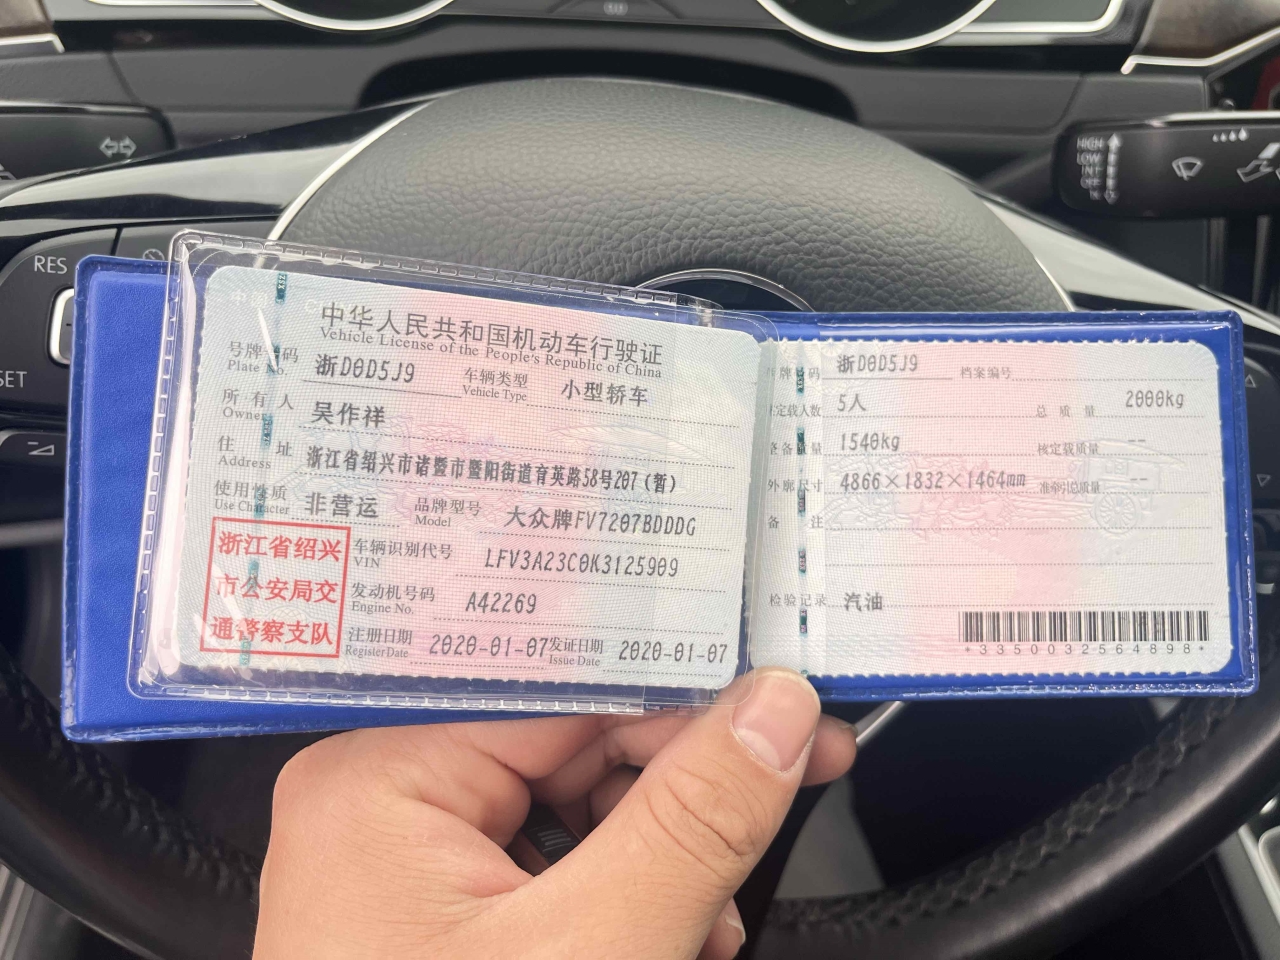 RES
SET
HIGH
LOW
INT
OFF
1x
中华人民共和国机动车行驶证
Vehicle License of the People's Republic of China
号牌号码 浙D0D5J9 车辆类型 小型轿车
Plate No. Vehicle Type
所有人 吴作祥
Owner
住址 浙江省绍兴市诸暨市暨阳街道育英路58号207(暂)
Address
使用性质 非营运 品牌型号 大众牌FV7207BDDDG
Use Character Model
浙江省绍兴
市公安局交
通警察支队
车辆识别代号 LFV3A23C0K3125909
VIN
发动机号码 A42269
Engine No.
注册日期 2020-01-07 发证日期 2020-01-07
Register Date Issue Date
号牌号码 浙D0D5J9 档案编号
核定载人数 5人 总质量 2000kg
整备质量 1540kg 核定载质量 --
外廓尺寸 4866×1832×1464mm 准牵引总质量 --
备注
检验记录 汽油
*3350032564898*